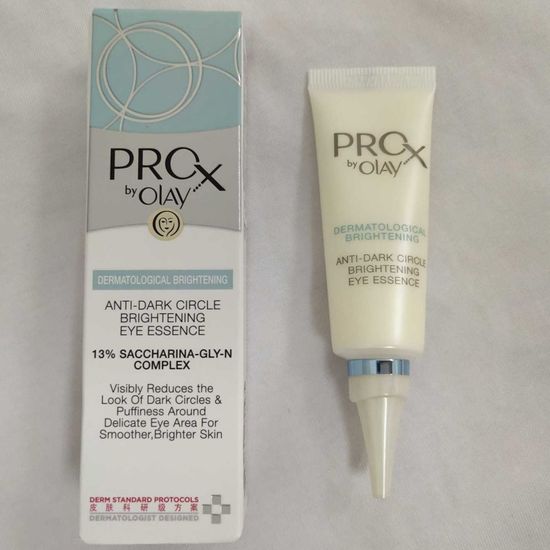 PROX
by OLAY
DERMATOLOGICAL BRIGHTENING
ANTI-DARK CIRCLE
BRIGHTENING
EYE ESSENCE
13% SACCHARINA-GLY-N
COMPLEX
Visibly Reduces the
Look Of Dark Circles &
Puffiness Around
Delicate Eye Area For
Smoother,Brighter Skin
DERM STANDARD PROTOCOLS
皮肤科研级方案
DERMATOLOGIST DESIGNED
PROX
by OLAY
DERMATOLOGICAL
BRIGHTENING
ANTI-DARK CIRCLE
BRIGHTENING
EYE ESSENCE